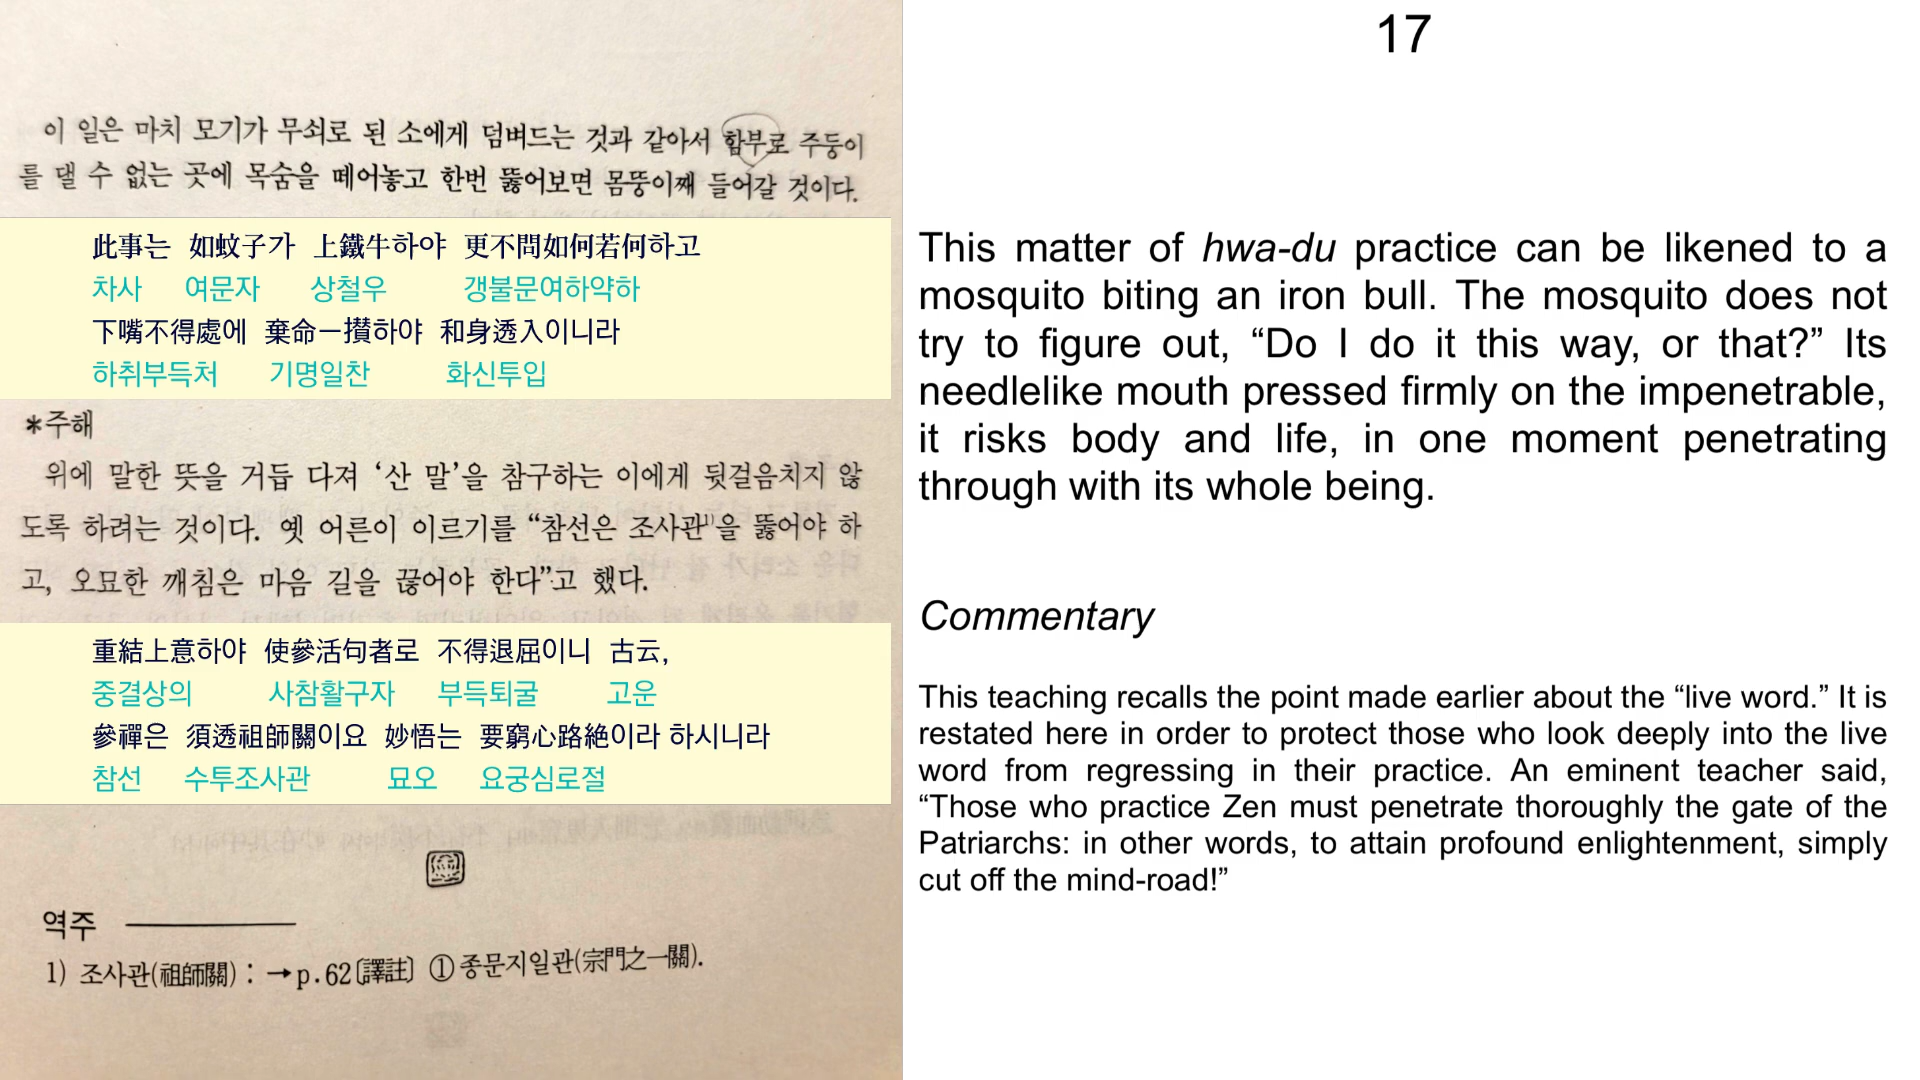 이 일은 마치 모기가 무쇠로 된 소에게 덤벼드는 것과 같아서 함부로 주둥이
를 댈 수 없는 곳에 목숨을 떼어놓고 한번 뚫어보면 몸뚱이째 들어갈 것이다.
此事는 如蚊子가 上鐵牛하야 更不問如何若何하고
차사 여문자 상철우 갱불문여하약하
下嘴不得處에 棄命一攢하야 和身透入이니라
하취부득처 기명일찬 화신투입
*주해
위에 말한 뜻을 거듭 다져 ‘산 말’을 참구하는 이에게 뒷걸음치지 않
도록 하려는 것이다. 옛 어른이 이르기를 “참선은 조사관1)을 뚫어야 하
고, 오묘한 깨침은 마음 길을 끊어야 한다”고 했다.
重結上意하야 使參活句者로 不得退屈이니 古云,
중결상의 사참활구자 부득퇴굴 고운
參禪은 須透祖師關이요 妙悟는 要窮心路絶이라 하시니라
참선 수투조사관 묘오 요궁심로절
역주
1) 조사관(祖師關) : →p.62〔譯註〕 ①종문지일관(宗門之一關).
17
This matter of hwa-du practice can be likened to a
mosquito biting an iron bull. The mosquito does not
try to figure out, “Do I do it this way, or that?” Its
needlelike mouth pressed firmly on the impenetrable,
it risks body and life, in one moment penetrating
through with its whole being.
Commentary
This teaching recalls the point made earlier about the “live word.” It is
restated here in order to protect those who look deeply into the live
word from regressing in their practice. An eminent teacher said,
“Those who practice Zen must penetrate thoroughly the gate of the
Patriarchs: in other words, to attain profound enlightenment, simply
cut off the mind-road!”